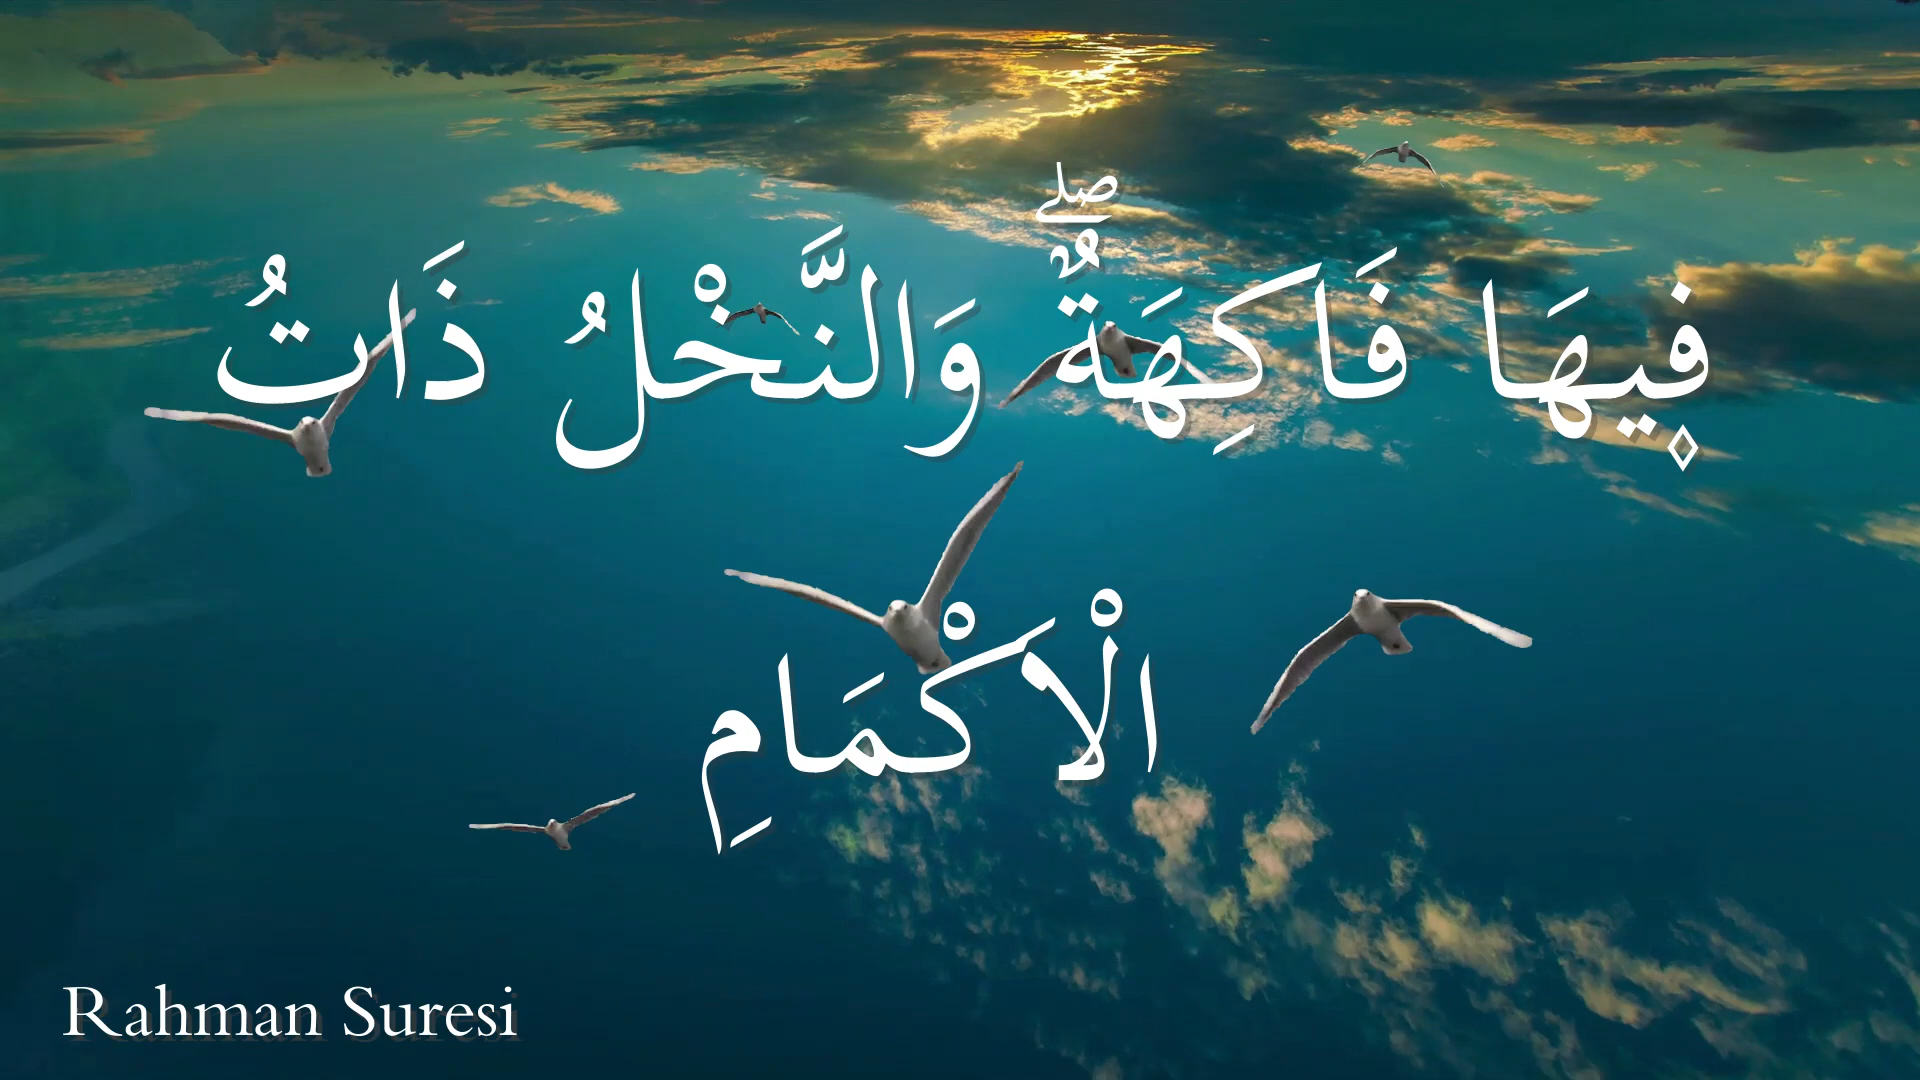 فٖيهَا فَاكِهَةٌۖ وَالنَّخْلُ ذَاتُ
الْاَكْمَامِ
Rahman Suresi